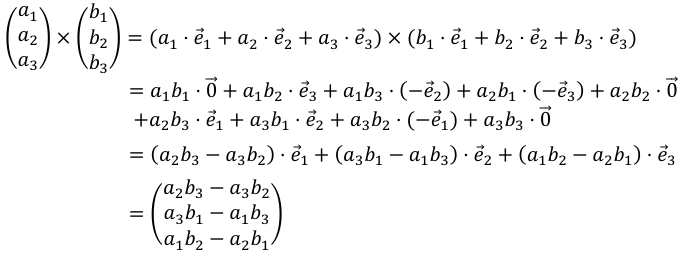 (a₁ a₂ a₃) × (b₁ b₂ b₃) = (a₁ · e⃗₁ + a₂ · e⃗₂ + a₃ · e⃗₃) × (b₁ · e⃗₁ + b₂ · e⃗₂ + b₃ · e⃗₃)
= a₁b₁ · 0⃗ + a₁b₂ · e⃗₃ + a₁b₃ · (−e⃗₂) + a₂b₁ · (−e⃗₃) + a₂b₂ · 0⃗
+a₂b₃ · e⃗₁ + a₃b₁ · e⃗₂ + a₃b₂ · (−e⃗₁) + a₃b₃ · 0⃗
= (a₂b₃ − a₃b₂) · e⃗₁ + (a₃b₁ − a₁b₃) · e⃗₂ + (a₁b₂ − a₂b₁) · e⃗₃
= (a₂b₃ − a₃b₂
a₃b₁ − a₁b₃
a₁b₂ − a₂b₁)